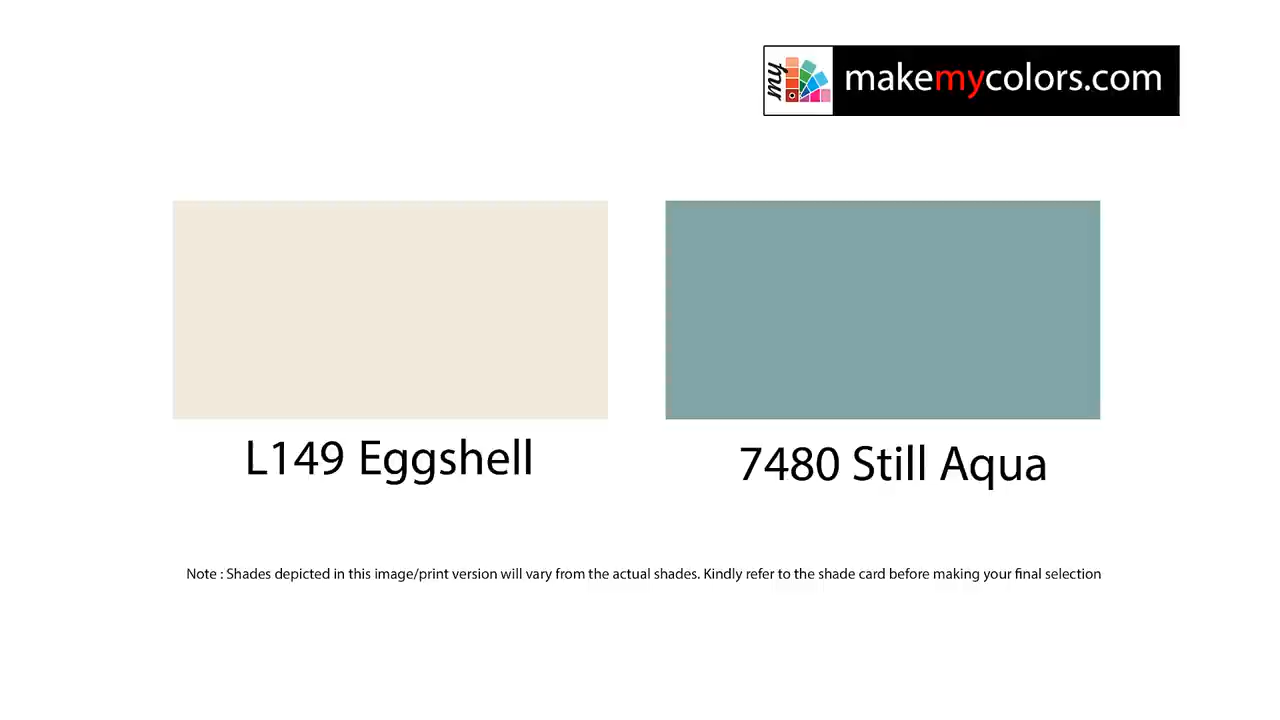 my makemycolors.com
L149 Eggshell
7480 Still Aqua
Note : Shades depicted in this image/print version will vary from the actual shades. Kindly refer to the shade card before making your final selection